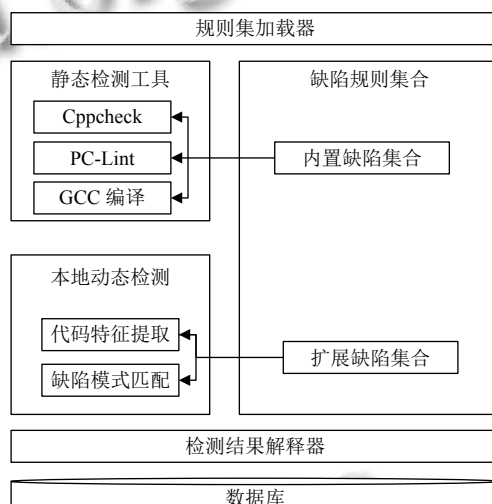 规则集加载器
静态检测工具
Cppcheck
PC-Lint
GCC 编译
缺陷规则集合
内置缺陷集合
本地动态检测
代码特征提取
缺陷模式匹配
扩展缺陷集合
检测结果解释器
数据库